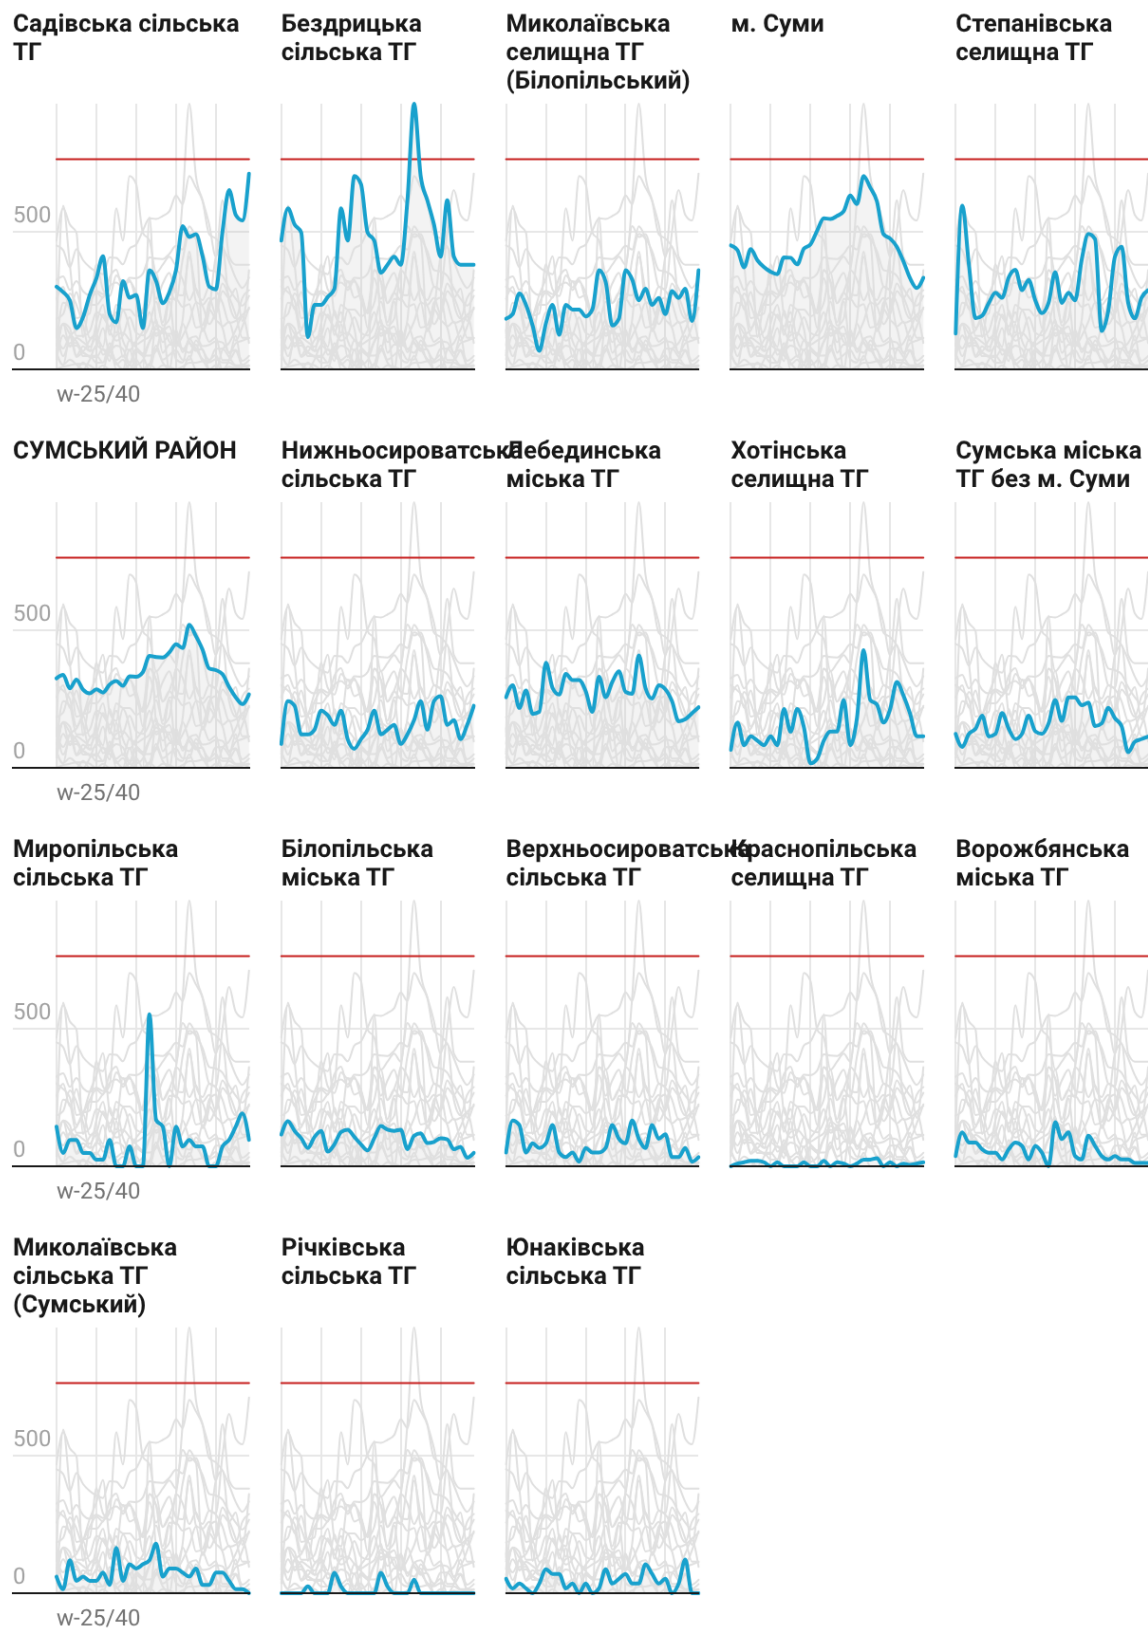 Садівська сільська
ТГ
Бездрицька
сільська ТГ
Миколаївська
селищна ТГ
(Білопільський)
м. Суми
Степанівська
селищна ТГ
500
0
w-25/40
СУМСЬКИЙ РАЙОН
Нижньосироватська
сільська ТГ
Лебединська
міська ТГ
Хотінська
селищна ТГ
Сумська міська
ТГ без м. Суми
500
0
w-25/40
Миропільська
сільська ТГ
Білопільська
міська ТГ
Верхньосироватська
сільська ТГ
Краснопільська
селищна ТГ
Ворожбянська
міська ТГ
500
0
w-25/40
Миколаївська
сільська ТГ
(Сумський)
Річківська
сільська ТГ
Юнаківська
сільська ТГ
500
0
w-25/40